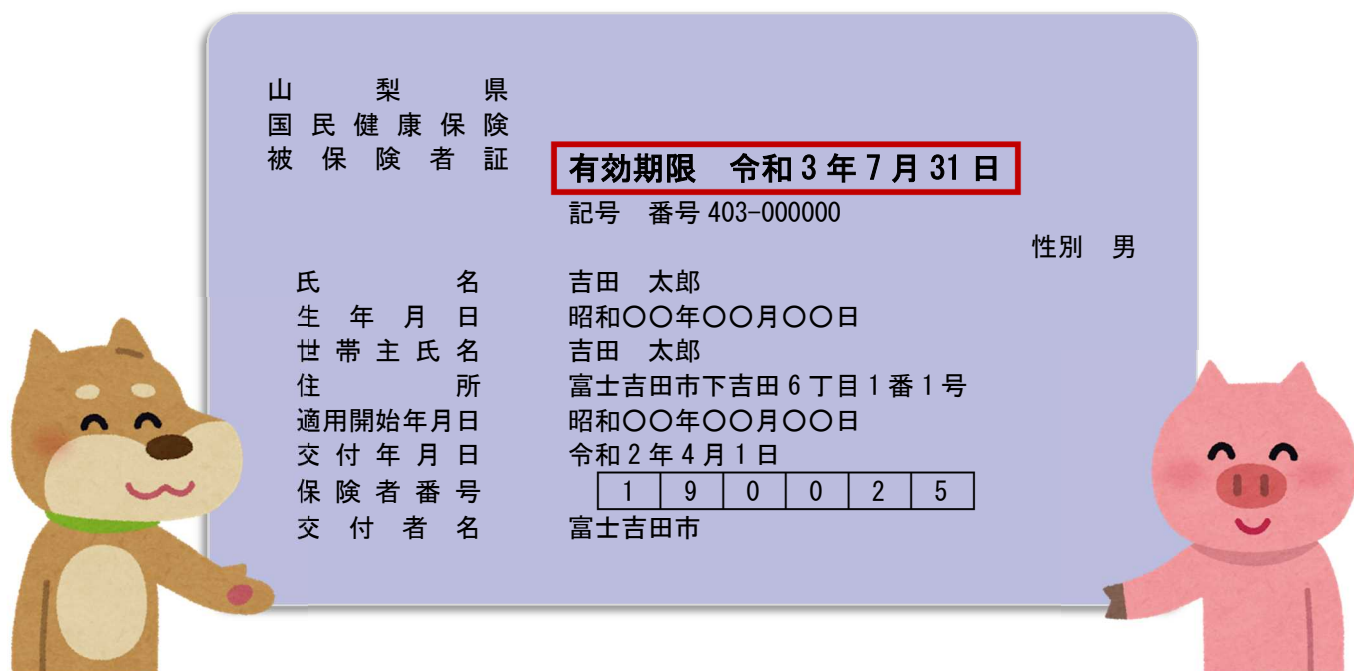 山梨県
国民健康保険
被保険者証
有効期限 令和3年7月31日
記号 番号 403-000000
性別 男
氏名 吉田 太郎
生年月日 昭和〇〇年〇〇月〇〇日
世帯主氏名 吉田 太郎
住所 富士吉田市下吉田6丁目1番1号
適用開始年月日 昭和〇〇年〇〇月〇〇日
交付年月日 令和2年4月1日
保険者番号 1 9 0 0 2 5
交付者名 富士吉田市